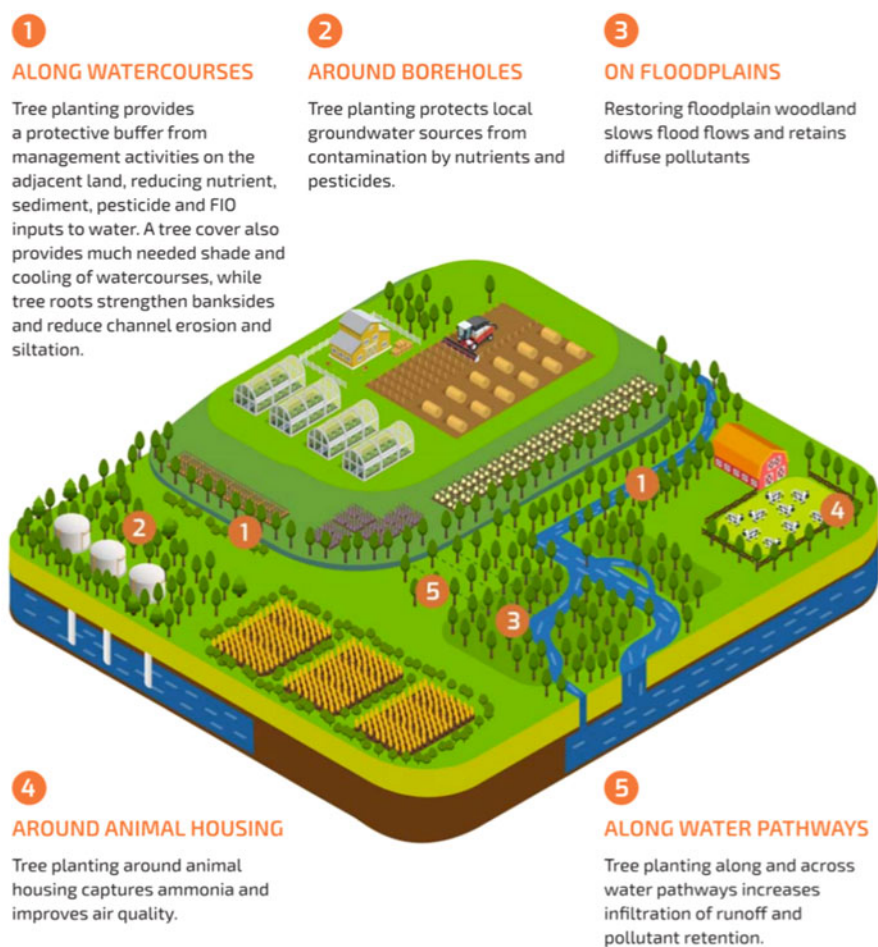 1
ALONG WATERCOURSES
Tree planting provides
a protective buffer from
management activities on the
adjacent land, reducing nutrient,
sediment, pesticide and FIO
inputs to water. A tree cover also
provides much needed shade and
cooling of watercourses, while
tree roots strengthen banksides
and reduce channel erosion and
siltation.
2
AROUND BOREHOLES
Tree planting protects local
groundwater sources from
contamination by nutrients and
pesticides.
3
ON FLOODPLAINS
Restoring floodplain woodland
slows flood flows and retains
diffuse pollutants
1
4
2
1
5
3
4
AROUND ANIMAL HOUSING
Tree planting around animal
housing captures ammonia and
improves air quality.
5
ALONG WATER PATHWAYS
Tree planting along and across
water pathways increases
infiltration of runoff and
pollutant retention.